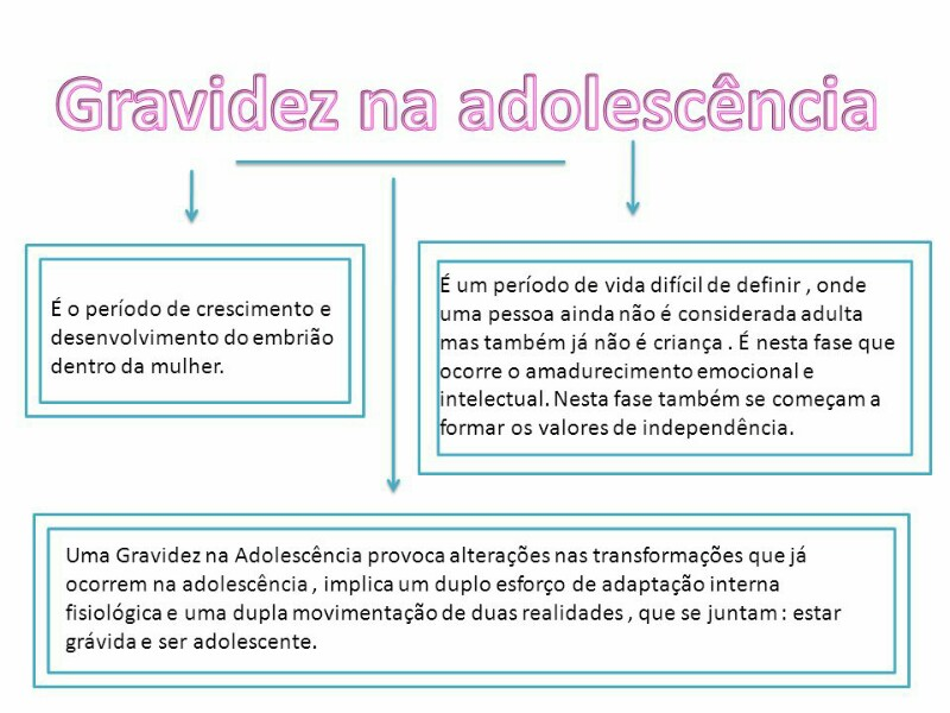 Gravidez na adolescência
É o período de crescimento e
desenvolvimento do embrião
dentro da mulher.
É um período de vida difícil de definir , onde
uma pessoa ainda não é considerada adulta
mas também já não é criança . É nesta fase que
ocorre o amadurecimento emocional e
intelectual. Nesta fase também se começam a
formar os valores de independência.
Uma Gravidez na Adolescência provoca alterações nas transformações que já
ocorrem na adolescência , implica um duplo esforço de adaptação interna
fisiológica e uma dupla movimentação de duas realidades , que se juntam : estar
grávida e ser adolescente.